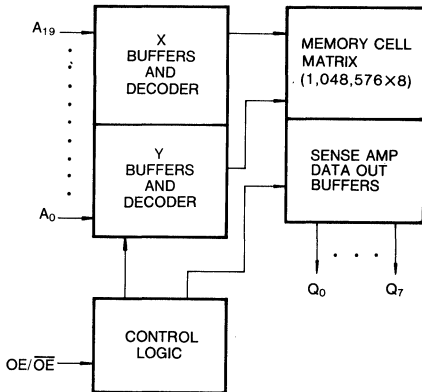 A19
X
BUFFERS
AND
DECODER
Y
BUFFERS
AND
DECODER
A0
MEMORY CELL
MATRIX
(1,048,576×8)
SENSE AMP
DATA OUT
BUFFERS
Q0
Q7
CONTROL
LOGIC
OE/O̅E̅